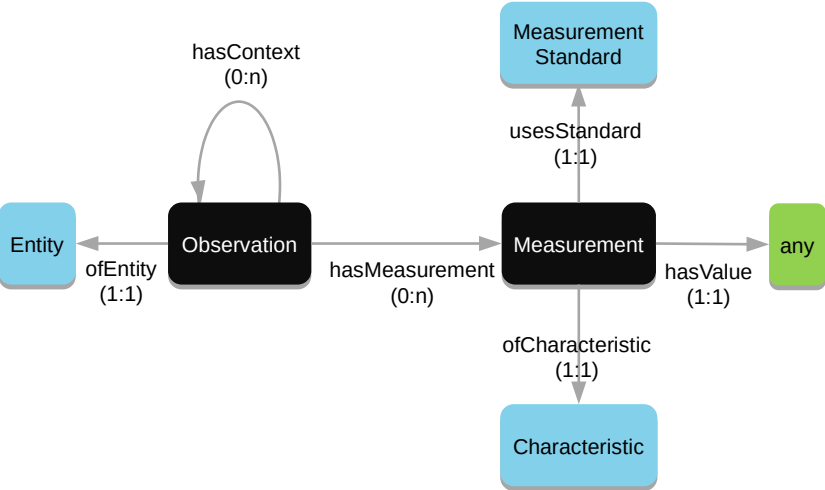 Measurement
Standard
hasContext
(0:n)
usesStandard
(1:1)
Entity
Observation
Measurement
any
ofEntity
(1:1)
hasMeasurement
(0:n)
hasValue
(1:1)
ofCharacteristic
(1:1)
Characteristic